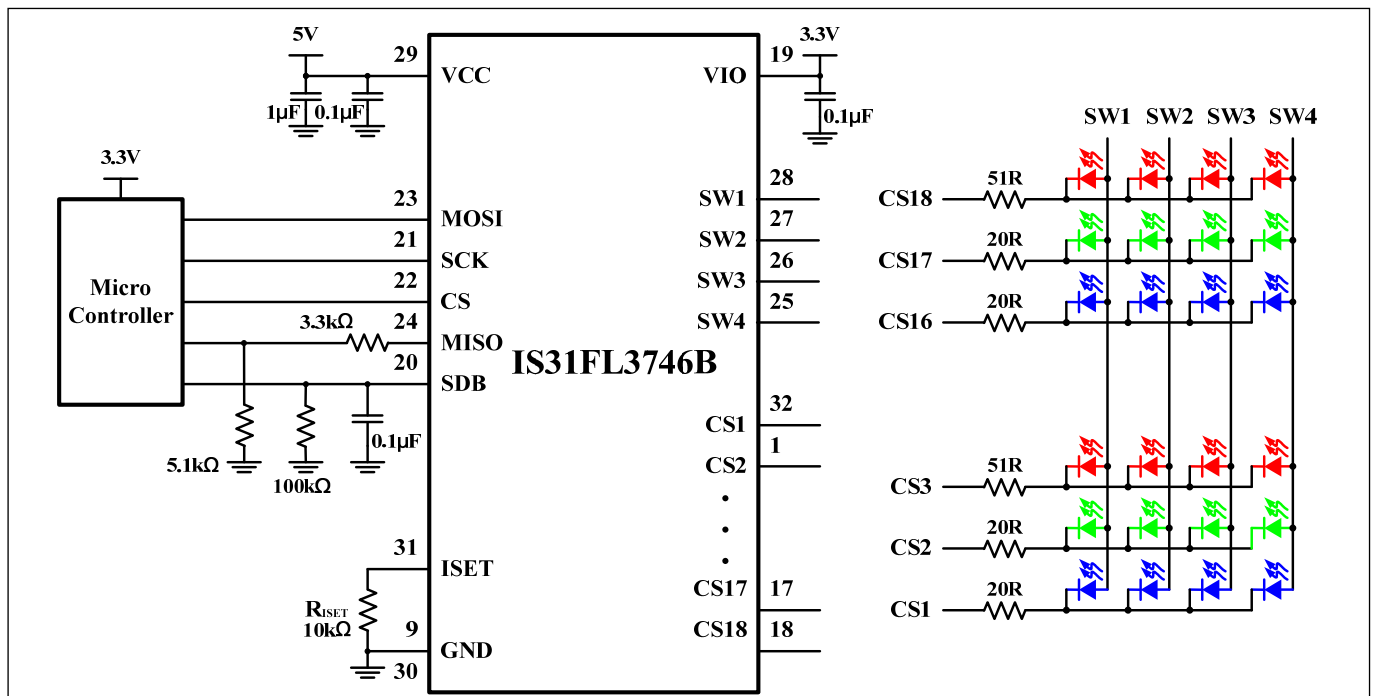 5V
29
VCC
1μF
0.1μF
3.3V
19
VIO
0.1μF
3.3V
Micro
Controller
23
MOSI
21
SCK
22
CS
3.3kΩ
24
MISO
20
SDB
0.1μF
5.1kΩ
100kΩ
IS31FL3746B
28
SW1
27
SW2
26
SW3
25
SW4
32
CS1
1
CS2
31
ISET
RISET
10kΩ
9
GND
30
CS17
17
CS18
18
SW1 SW2 SW3 SW4
CS18
51R
CS17
20R
CS16
20R
CS3
51R
CS2
20R
CS1
20R